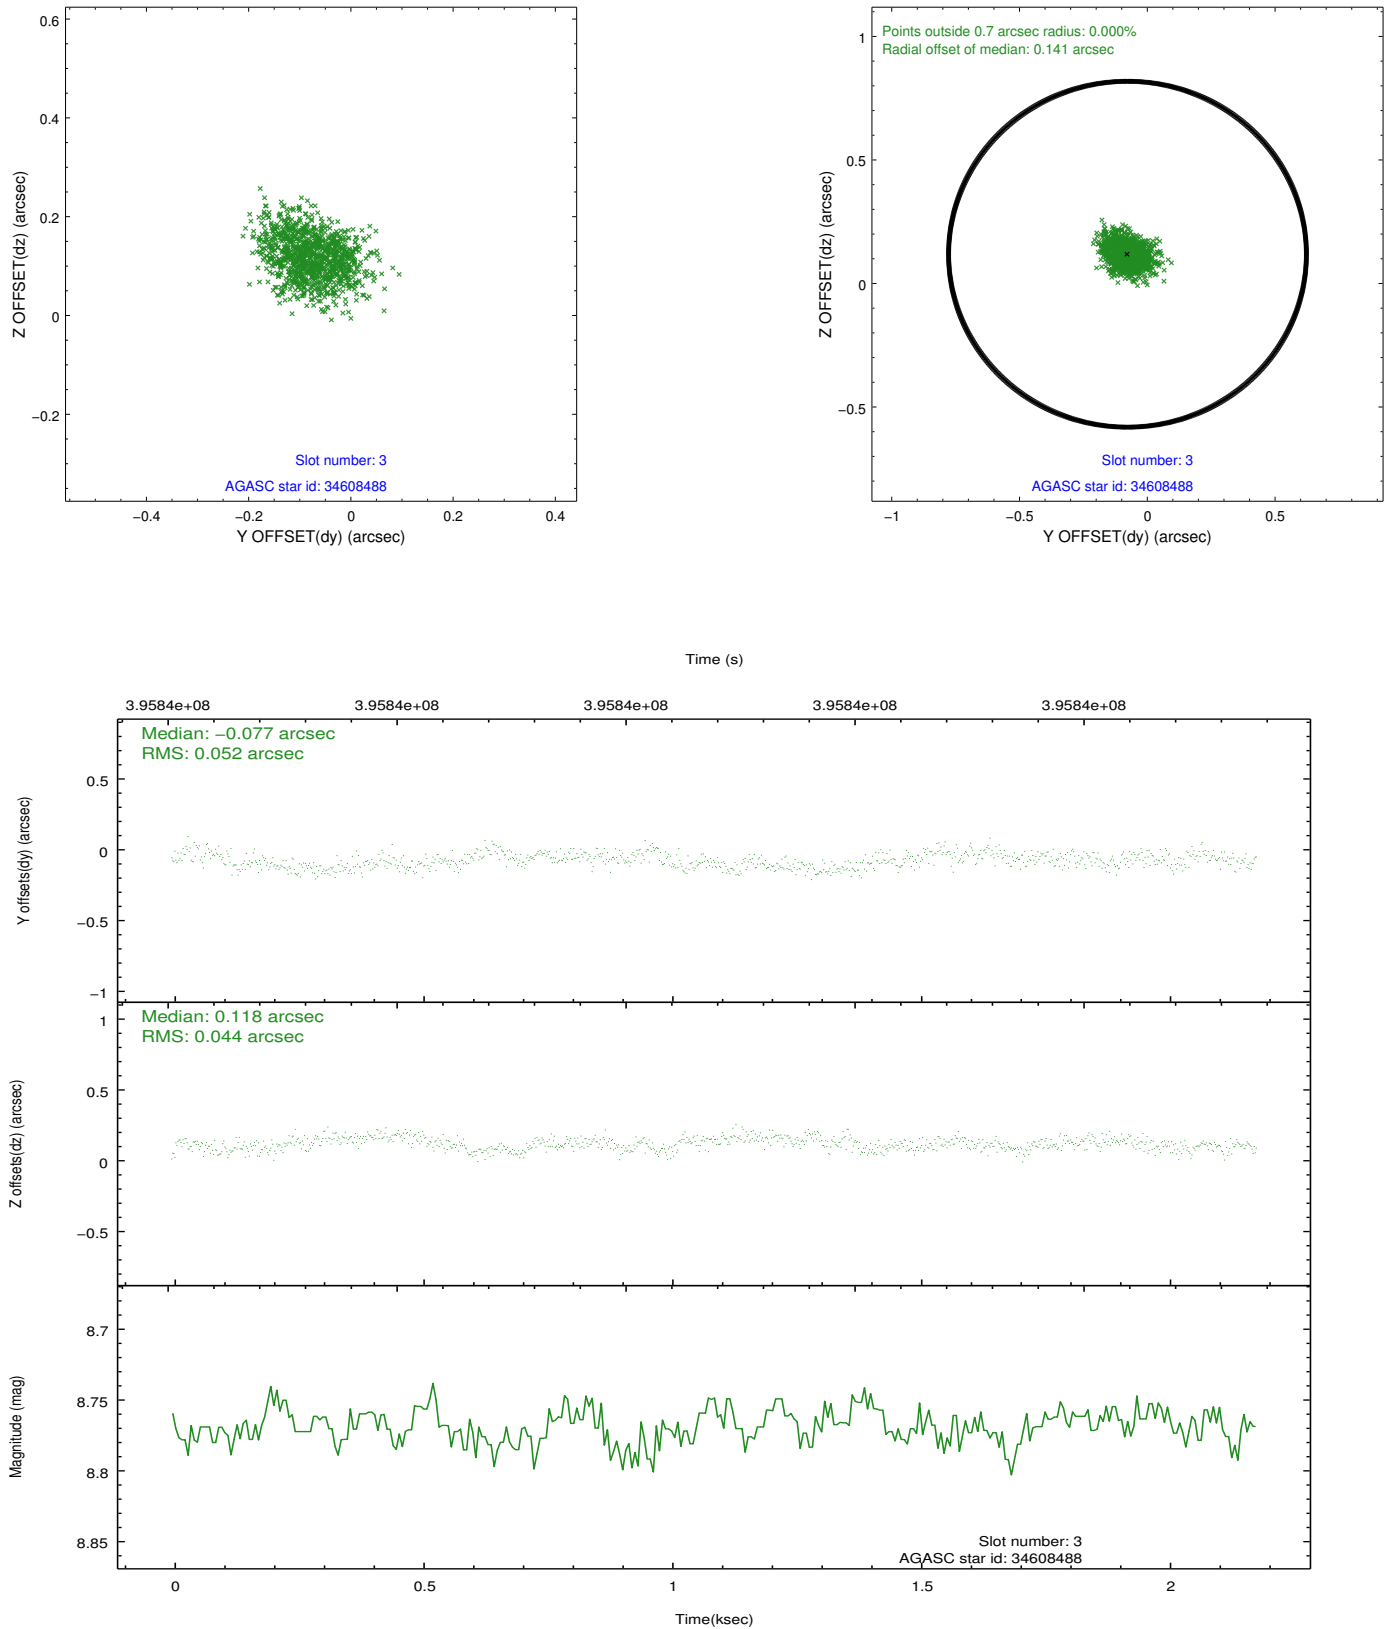 0.6
0.4
0.2
0
−0.2
Z OFFSET(dz) (arcsec)
Slot number: 3
AGASC star id: 34608488
−0.4 −0.2 0 0.2 0.4
Y OFFSET(dy) (arcsec)
Points outside 0.7 arcsec radius: 0.000%
Radial offset of median: 0.141 arcsec
1
0.5
0
−0.5
Z OFFSET(dz) (arcsec)
Slot number: 3
AGASC star id: 34608488
−1 −0.5 0 0.5
Y OFFSET(dy) (arcsec)
Time (s)
3.9584e+08 3.9584e+08 3.9584e+08 3.9584e+08 3.9584e+08
Median: −0.077 arcsec
RMS: 0.052 arcsec
0.5
0
−0.5
−1
Y offsets(dy) (arcsec)
Median: 0.118 arcsec
RMS: 0.044 arcsec
1
0.5
0
−0.5
Z offsets(dz) (arcsec)
8.7
8.75
8.8
8.85
Magnitude (mag)
Slot number: 3
AGASC star id: 34608488
0 0.5 1 1.5 2
Time(ksec)